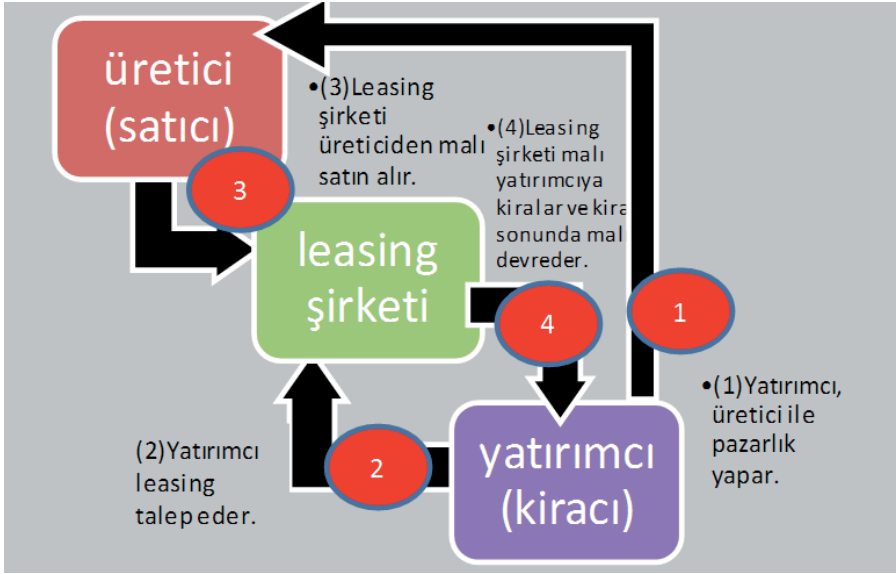 üretici
(satıcı)
•(3)Leasing
şirketi
üreticiden malı
satın alır.
•(4)Leasing
şirketi malı
yatırımcıya
kiralar ve kira
sonunda mal
devreder.
3
leasing
şirketi
4
1
•(1)Yatırımcı,
üretici ile
pazarlık
yapar.
(2)Yatırımcı
leasing
talep eder.
2
yatırımcı
(kiracı)